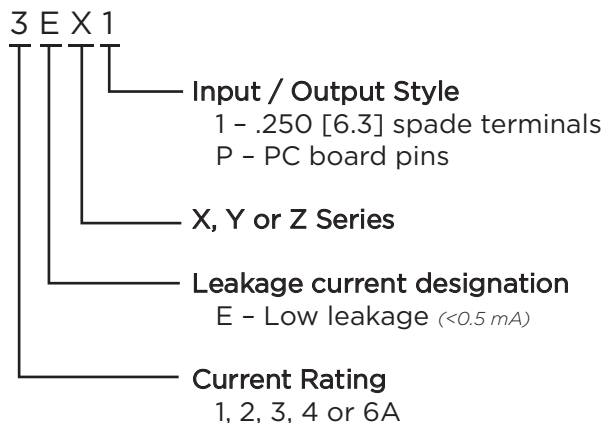 3 E X 1
Input / Output Style
1 – .250 [6.3] spade terminals
P – PC board pins
X, Y or Z Series
Leakage current designation
E – Low leakage (<0.5 mA)
Current Rating
1, 2, 3, 4 or 6A